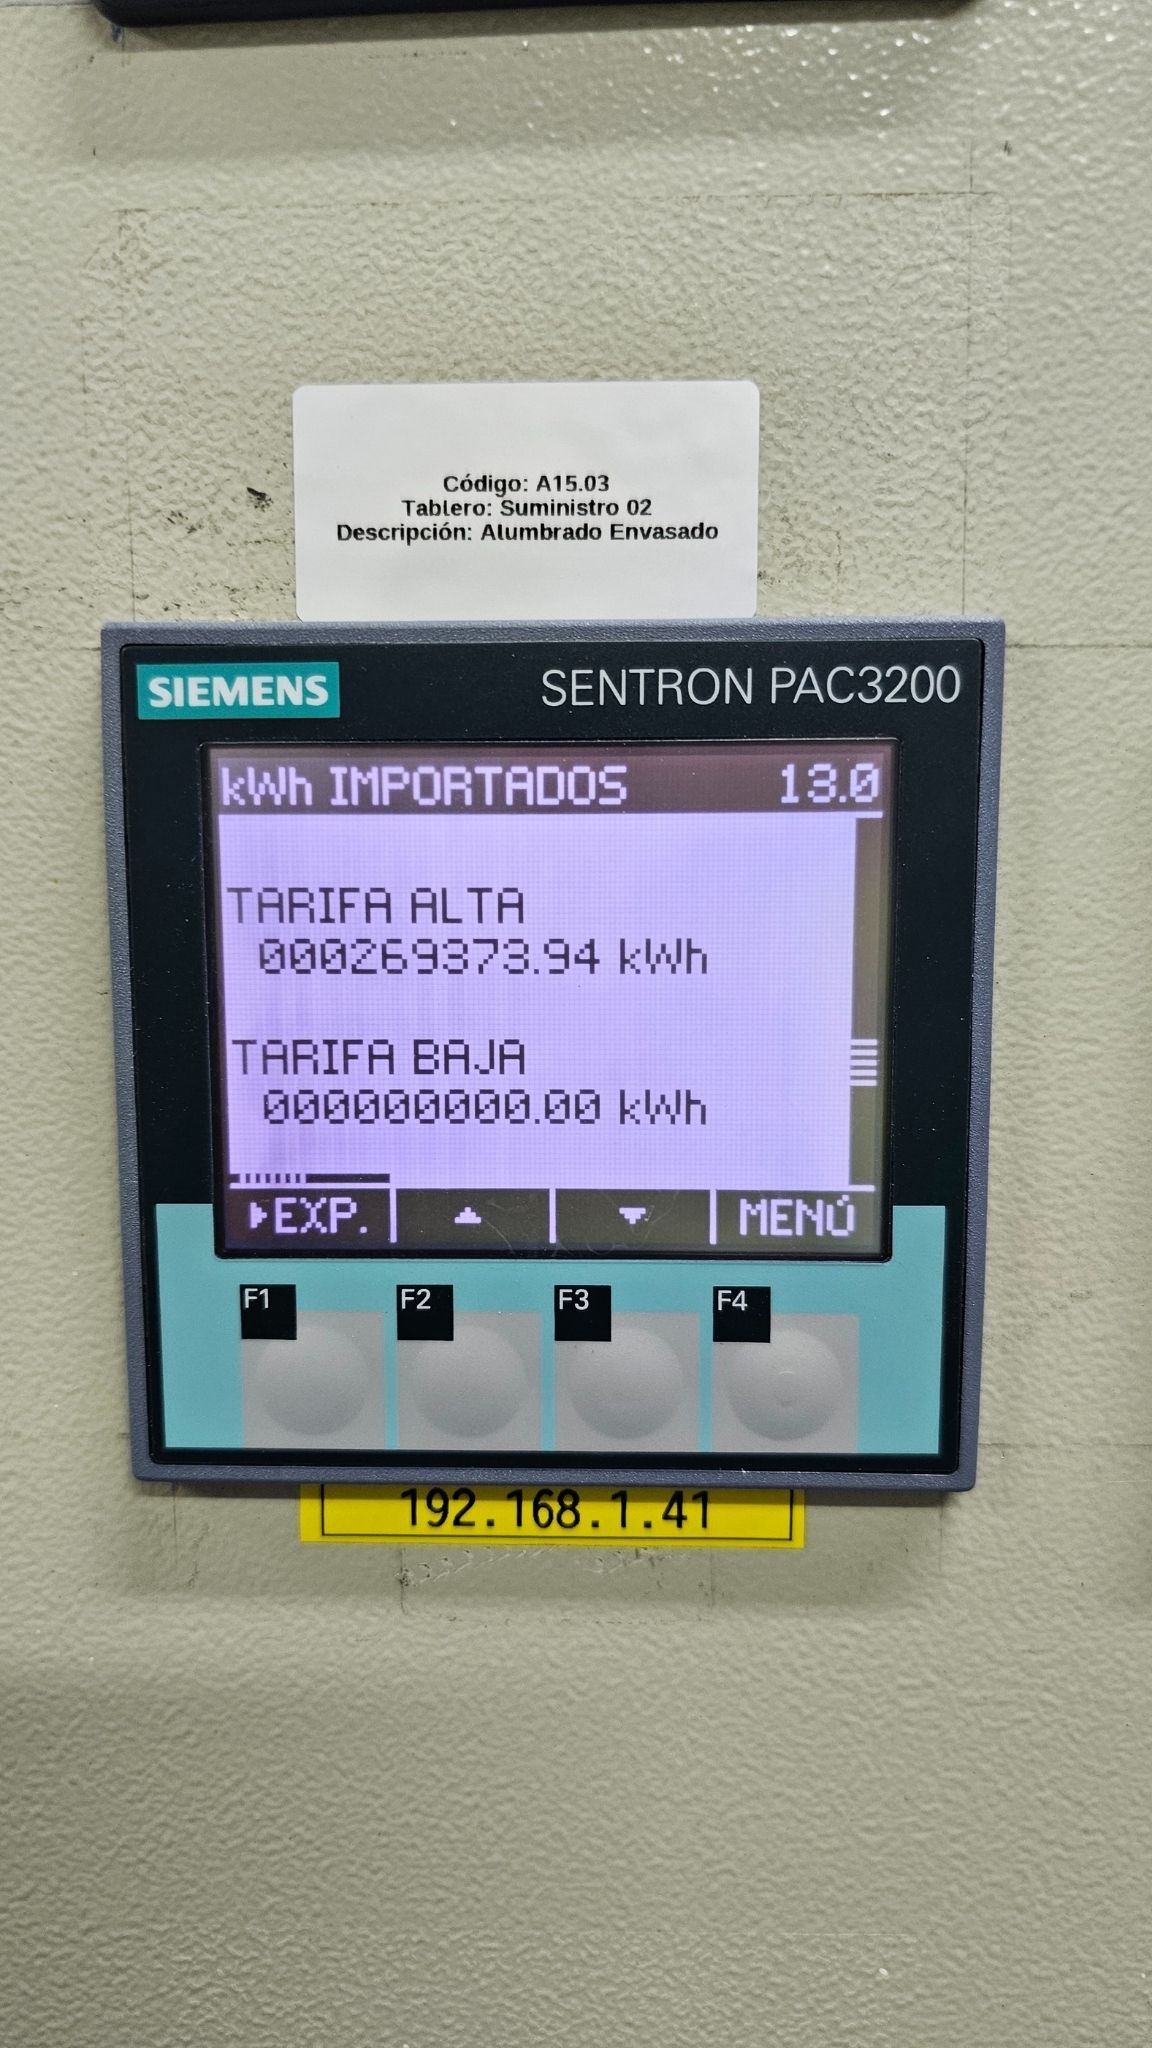 Código: A15.03
Tablero: Suministro 02
Descripción: Alumbrado Envasado
SIEMENS SENTRON PAC3200
kWh IMPORTADOS 13.0
TARIFA ALTA
000269373.94 kWh
TARIFA BAJA
000000000.00 kWh
▶EXP. ▲ ▼ MENÚ
F1 F2 F3 F4
192.168.1.41